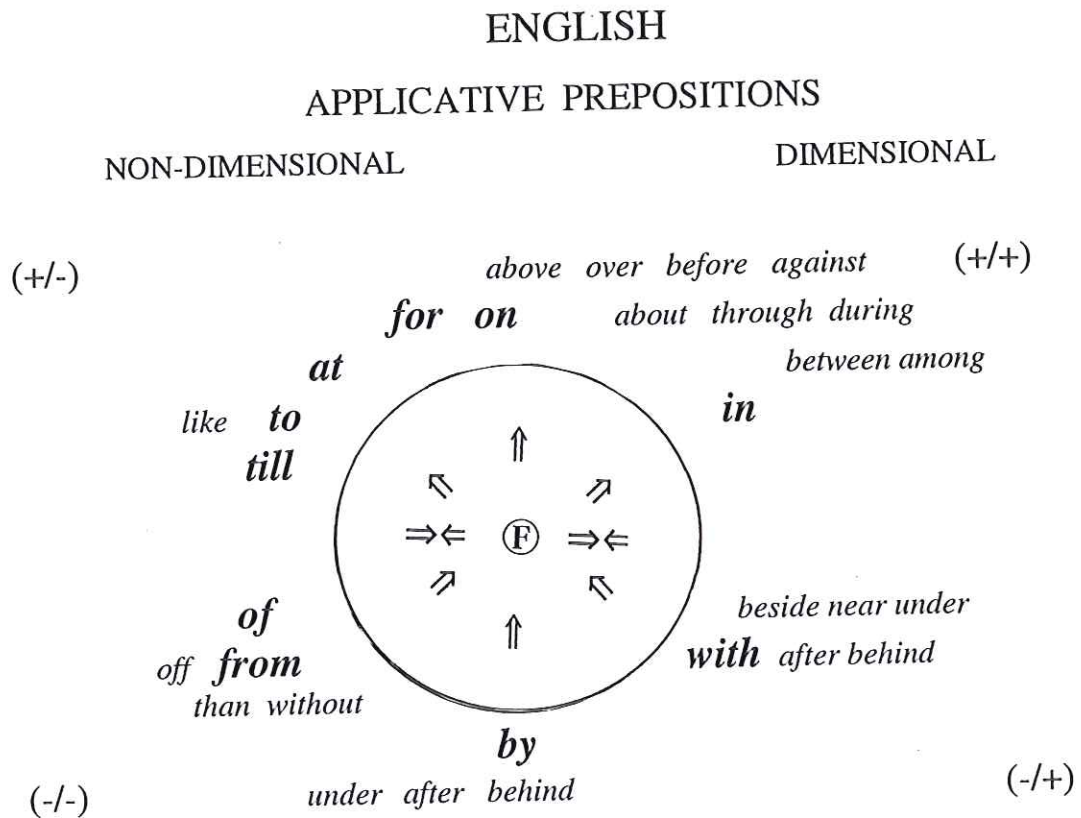 ENGLISH
APPLICATIVE PREPOSITIONS
NON-DIMENSIONAL DIMENSIONAL
(+/-) above over before against (+/+)
for on about through during
at between among
like to in
till
F
of beside near under
off from with after behind
than without
by
(-/-) under after behind (-/+)